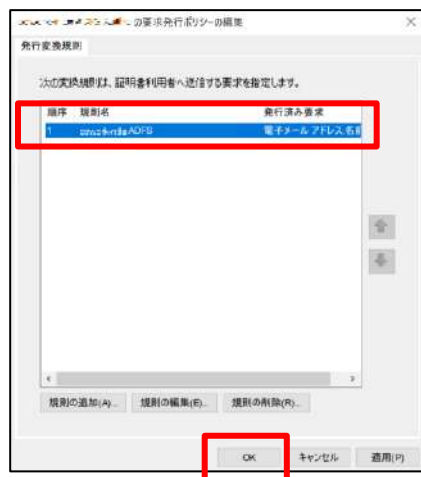 の要求発行ポリシーの編集
発行変換規則
次の変換規則は、証明書利用者へ送信する要求を指定します。
順序 規則名 発行済み要求
1 ADFS 電子メール アドレス,名前
規則の追加(A)... 規則の編集(E)... 規則の削除(R)...
OK キャンセル 適用(P)